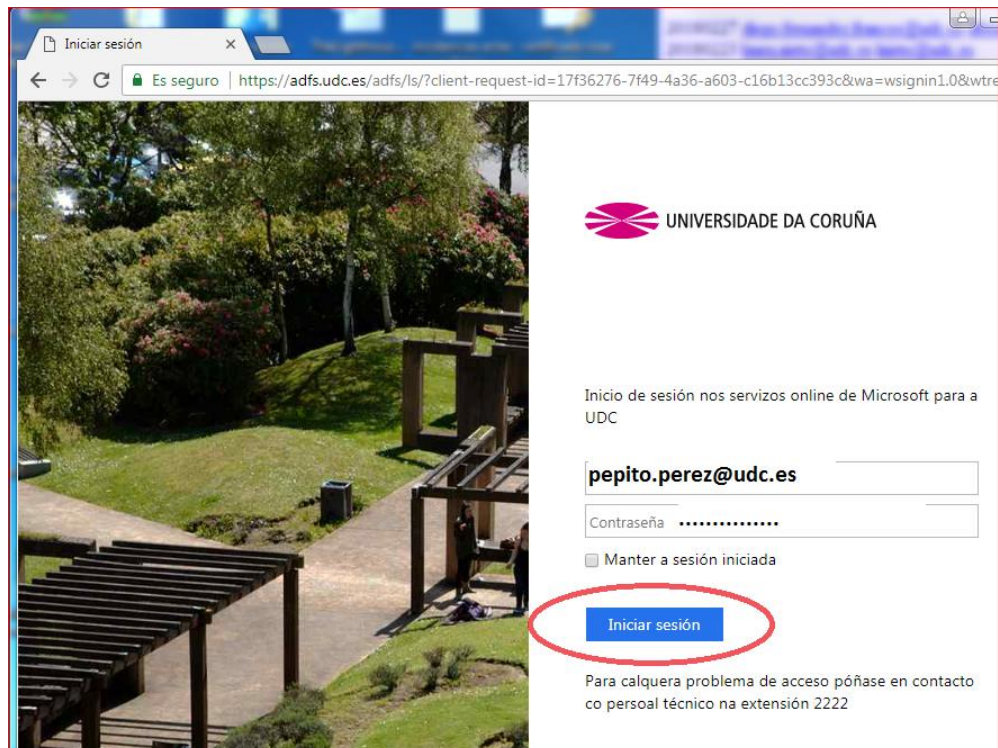 Iniciar sesión
Es seguro | https://adfs.udc.es/adfs/ls/?client-request-id=17f36276-7f49-4a36-a603-c16b13cc393c&wa=wsignin1.0&wtre
UNIVERSIDADE DA CORUÑA
Inicio de sesión nos servizos online de Microsoft para a
UDC
pepito.perez@udc.es
Contraseña ...............
Manter a sesión iniciada
Iniciar sesión
Para calquera problema de acceso póñase en contacto
co persoal técnico na extensión 2222